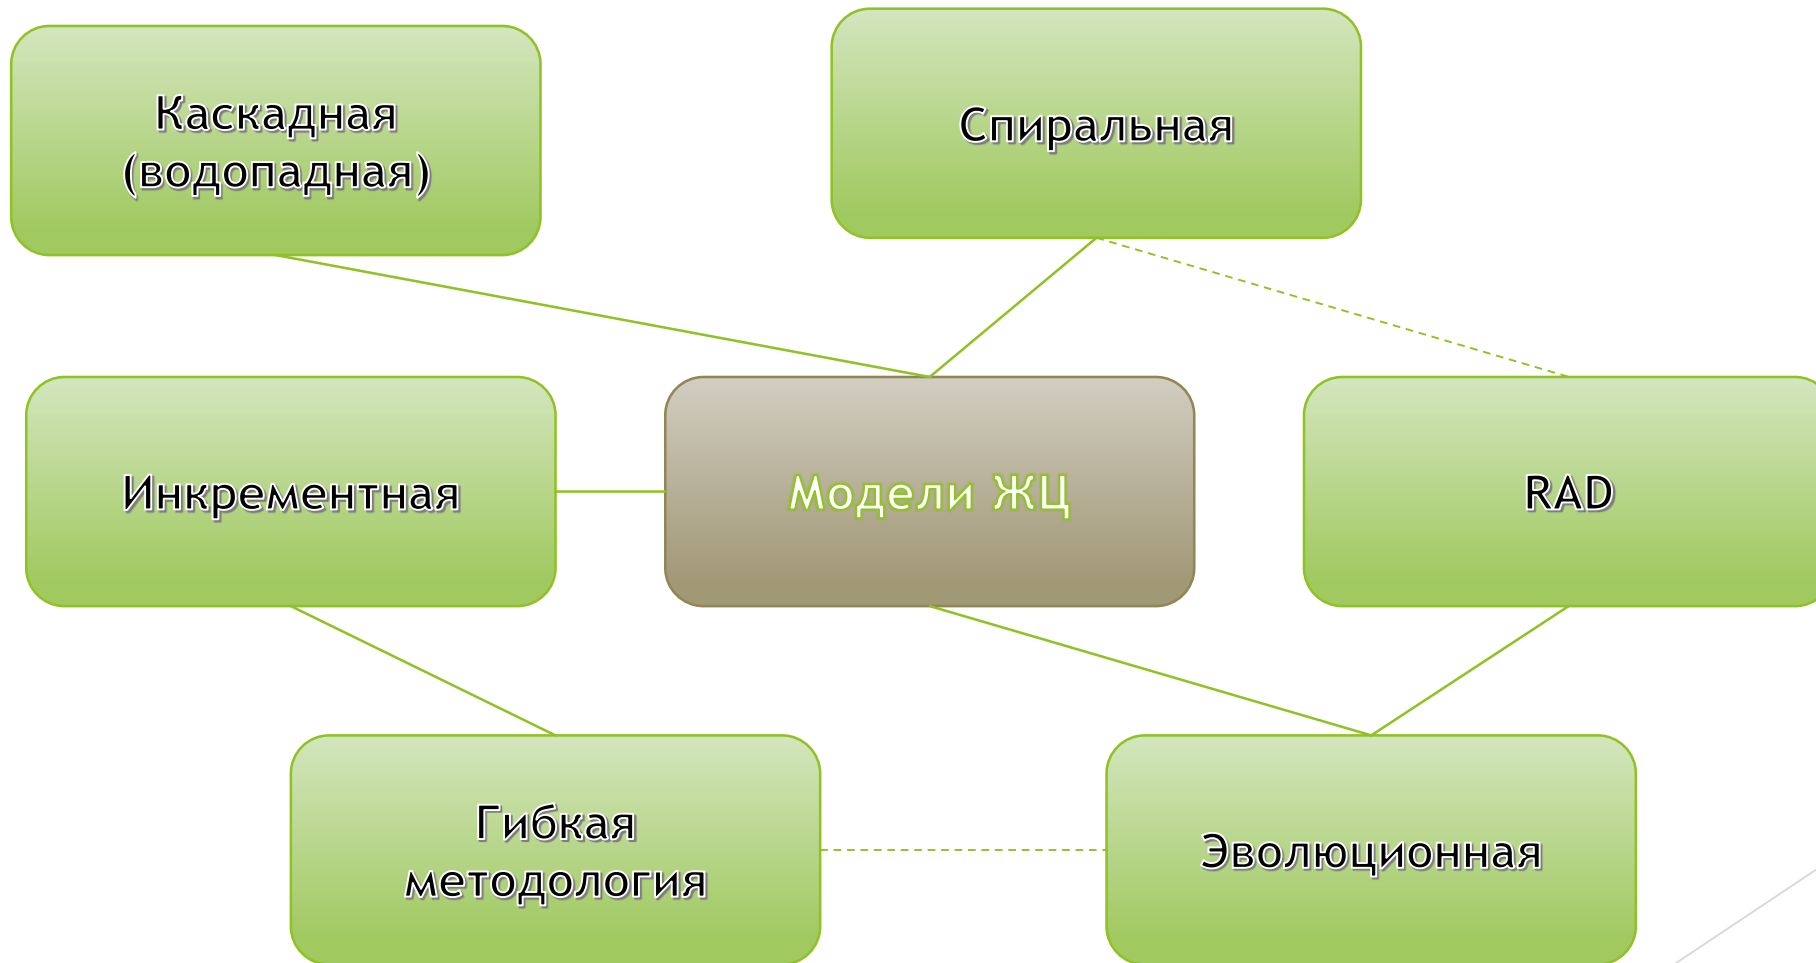 Каскадная
(водопадная)
Спиральная
Инкрементная
Модели ЖЦ
RAD
Гибкая
методология
Эволюционная